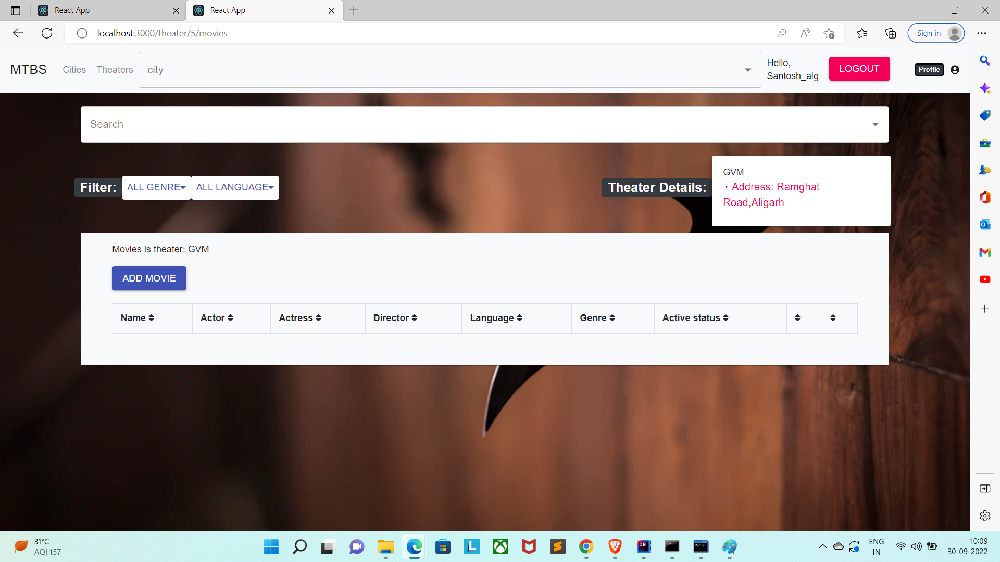 React App
React App
localhost:3000/theater/5/movies
Sign in
MTBS
Cities
Theaters
city
Hello,
Santosh_alg
LOGOUT
Profile
Search
Filter:
ALL GENRE
ALL LANGUAGE
Theater Details:
GVM
• Address: Ramghat
Road,Aligarh
Movies is theater: GVM
ADD MOVIE
Name
Actor
Actress
Director
Language
Genre
Active status
31°C
AQI 157
ENG
IN
10:09
30-09-2022